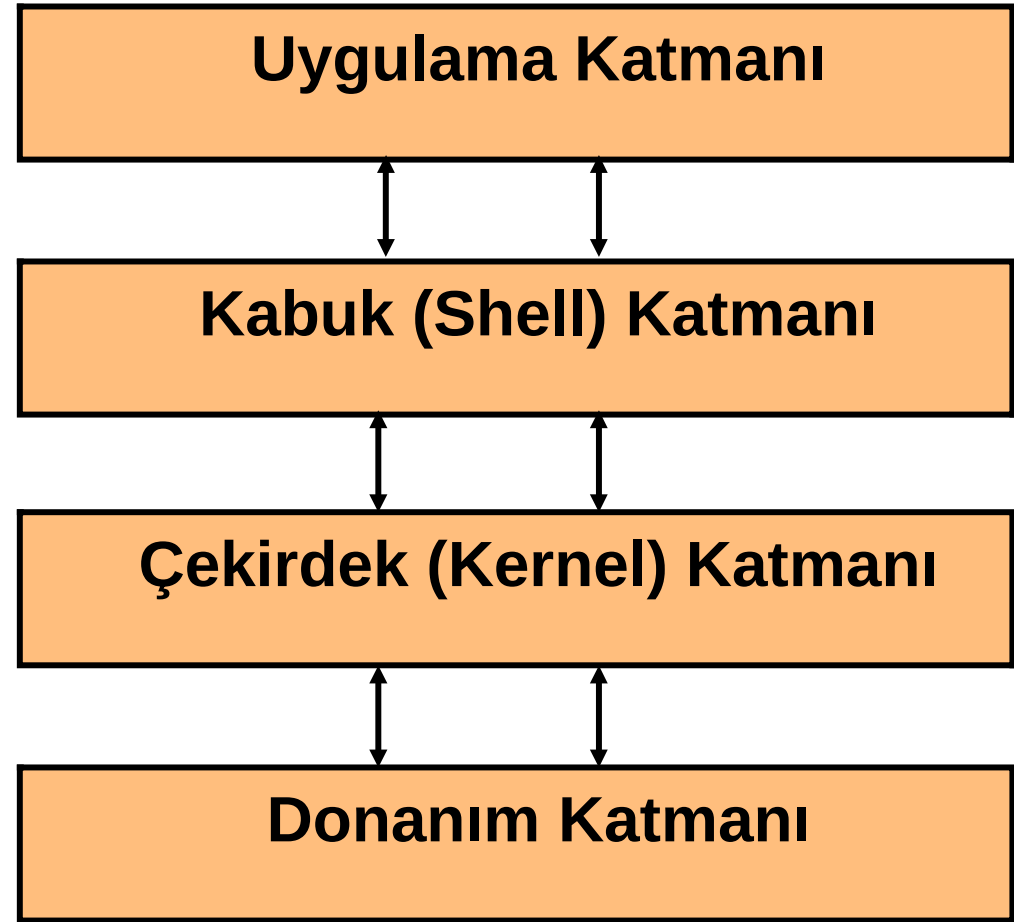 Uygulama Katmanı
Kabuk (Shell) Katmanı
Çekirdek (Kernel) Katmanı
Donanım Katmanı